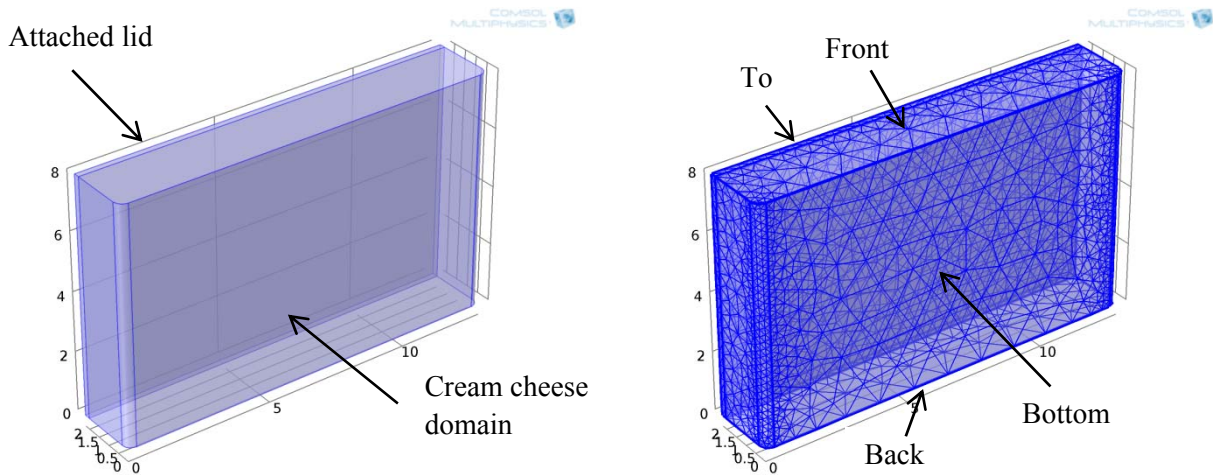 COMSOL
MULTIPHYSICS
Attached lid
8
6
4
2
0
2
1.5
1
0.5
0
0
5
10
Cream cheese
domain
COMSOL
MULTIPHYSICS
Front
To
8
6
4
2
0
2
1.5
1
0.5
0
0
5
10
Bottom
Back